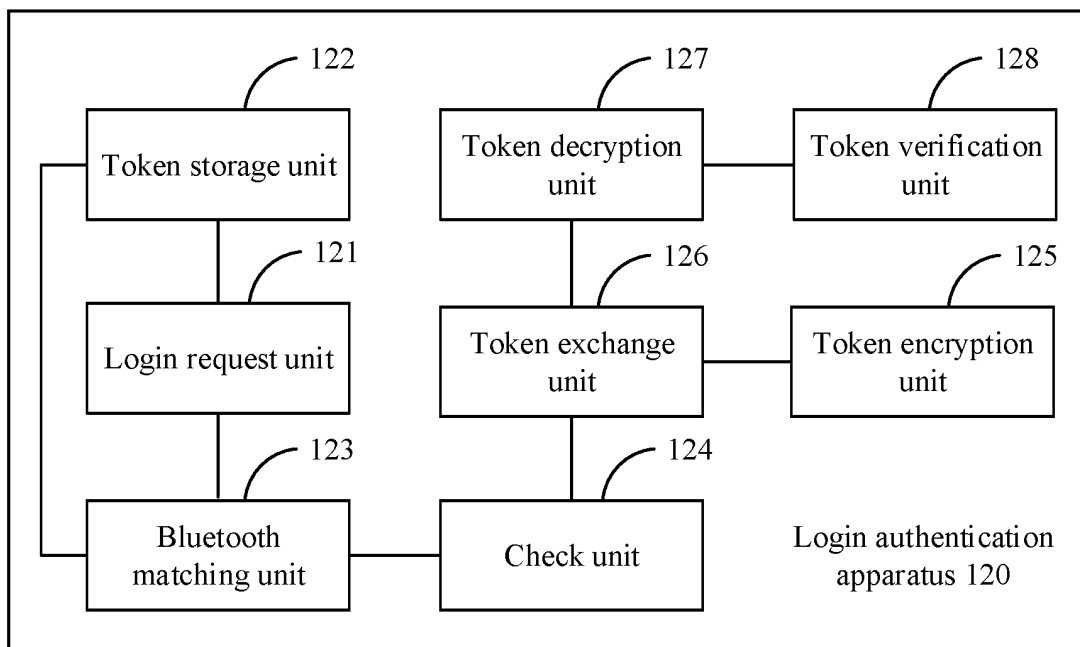 122
127
128
Token storage unit
Token decryption
unit
Token verification
unit
121
126
125
Login request unit
Token exchange
unit
Token encryption
unit
123
124
Bluetooth
matching unit
Check unit
Login authentication
apparatus 120